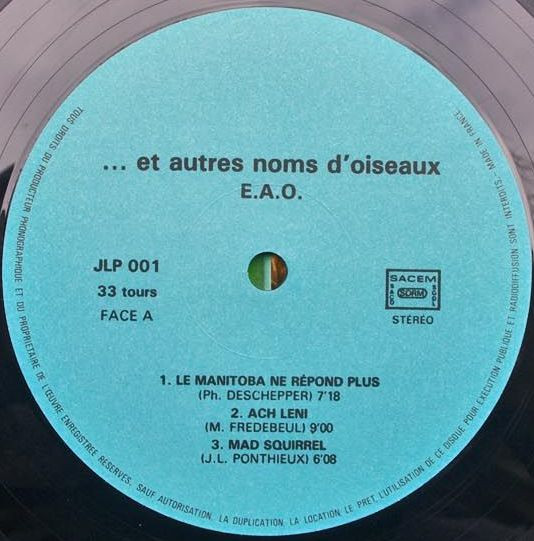 ... et autres noms d'oiseaux
E.A.O.
JLP 001
33 tours
FACE A
SACEM
SACD
SDRM
SGDL
STÉRÉO
1. LE MANITOBA NE RÉPOND PLUS
(Ph. DESCHEPPER) 7'18
2. ACH LENI
(M. FREDEBEUL) 9'00
3. MAD SQUIRREL
(J.L. PONTHIEUX) 6'08
TOUS DROITS DU PRODUCTEUR PHONOGRAPHIQUE ET DU PROPRIETAIRE DE L'ŒUVRE ENREGISTREE RESERVES. SAUF AUTORISATION, LA DUPLICATION, LA LOCATION, LE PRET, L'UTILISATION DE CE DISQUE POUR EXECUTION PUBLIQUE ET RADIODIFFUSION SONT INTERDITS - MADE IN FRANCE